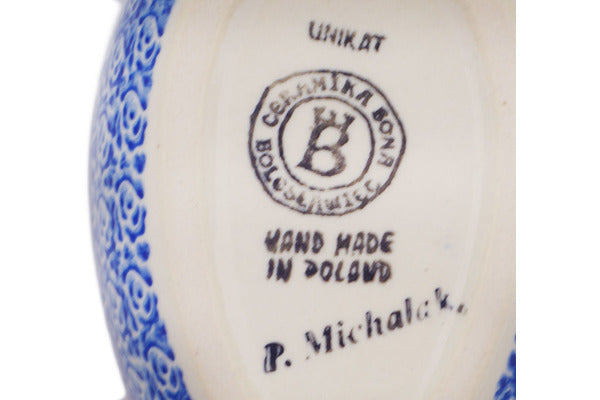 UNIKAT
CERAMIKA BONA
BOLESŁAWIEC
B
HAND MADE
IN POLAND
P. Michalak